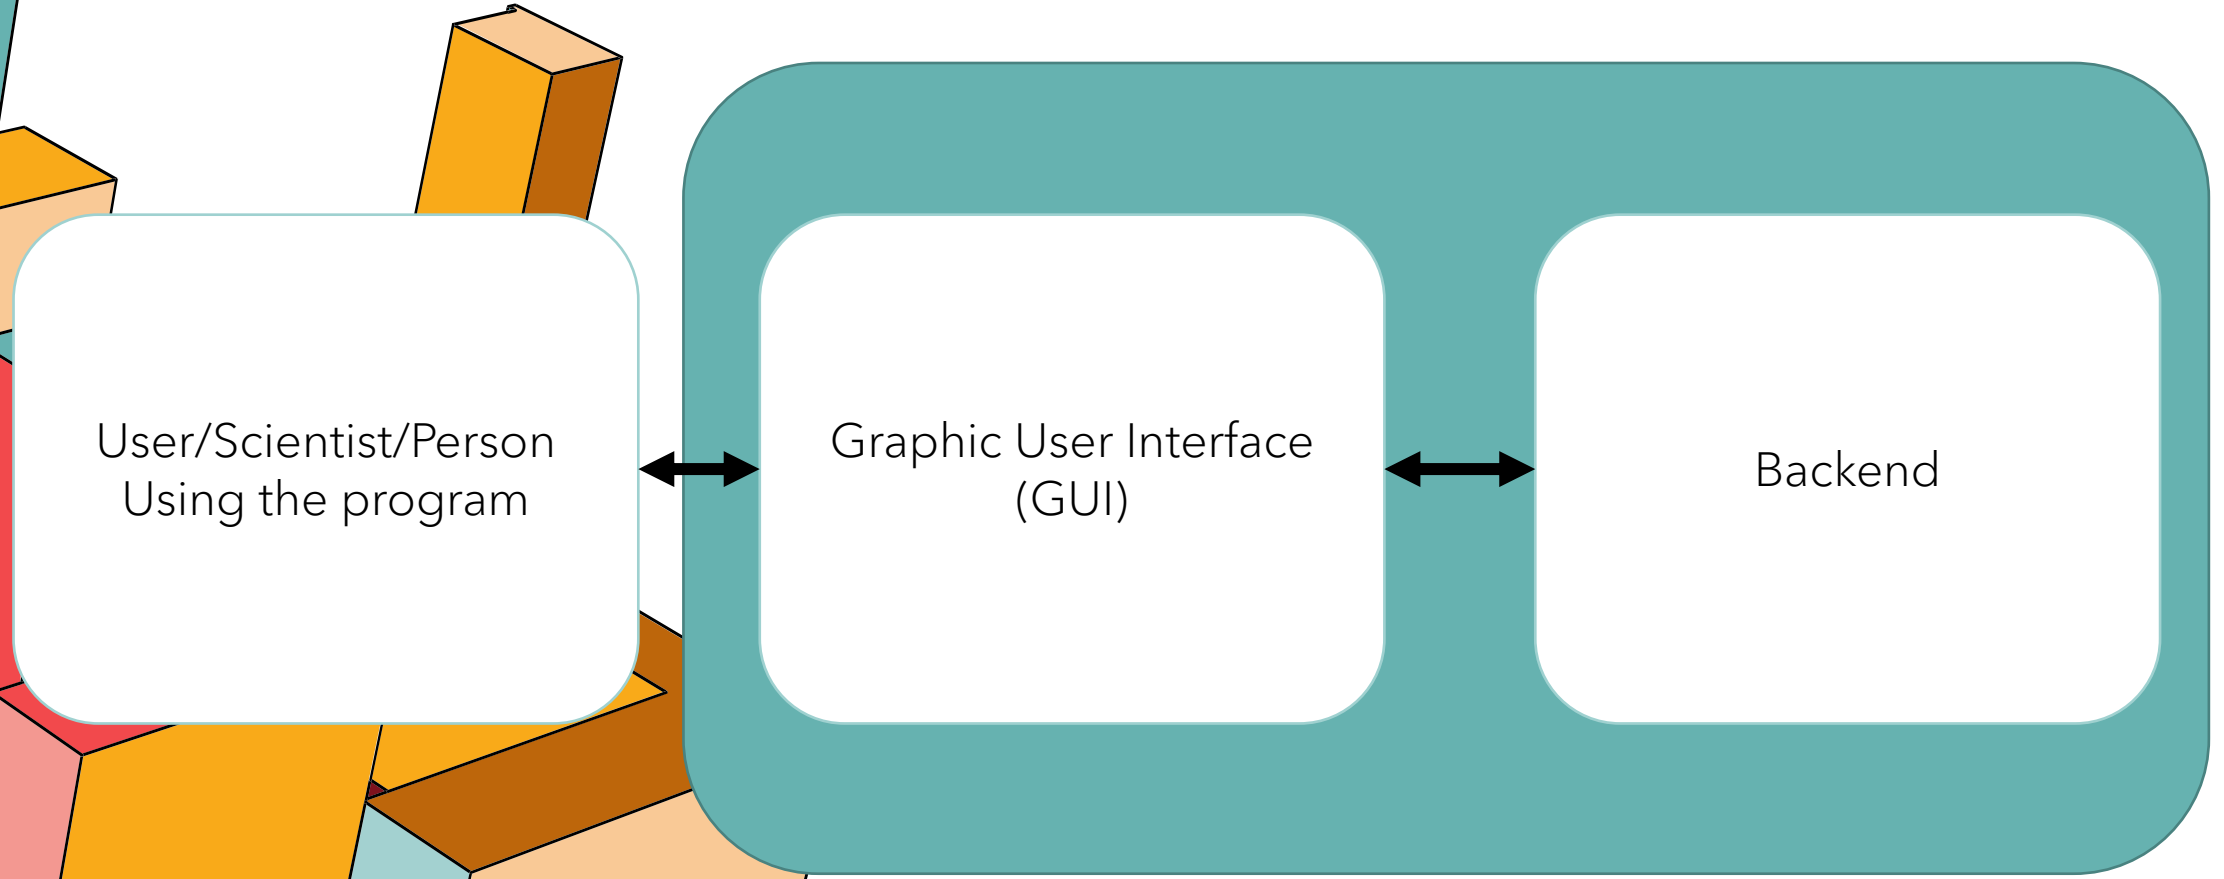 User/Scientist/Person
Using the program
Graphic User Interface
(GUI)
Backend